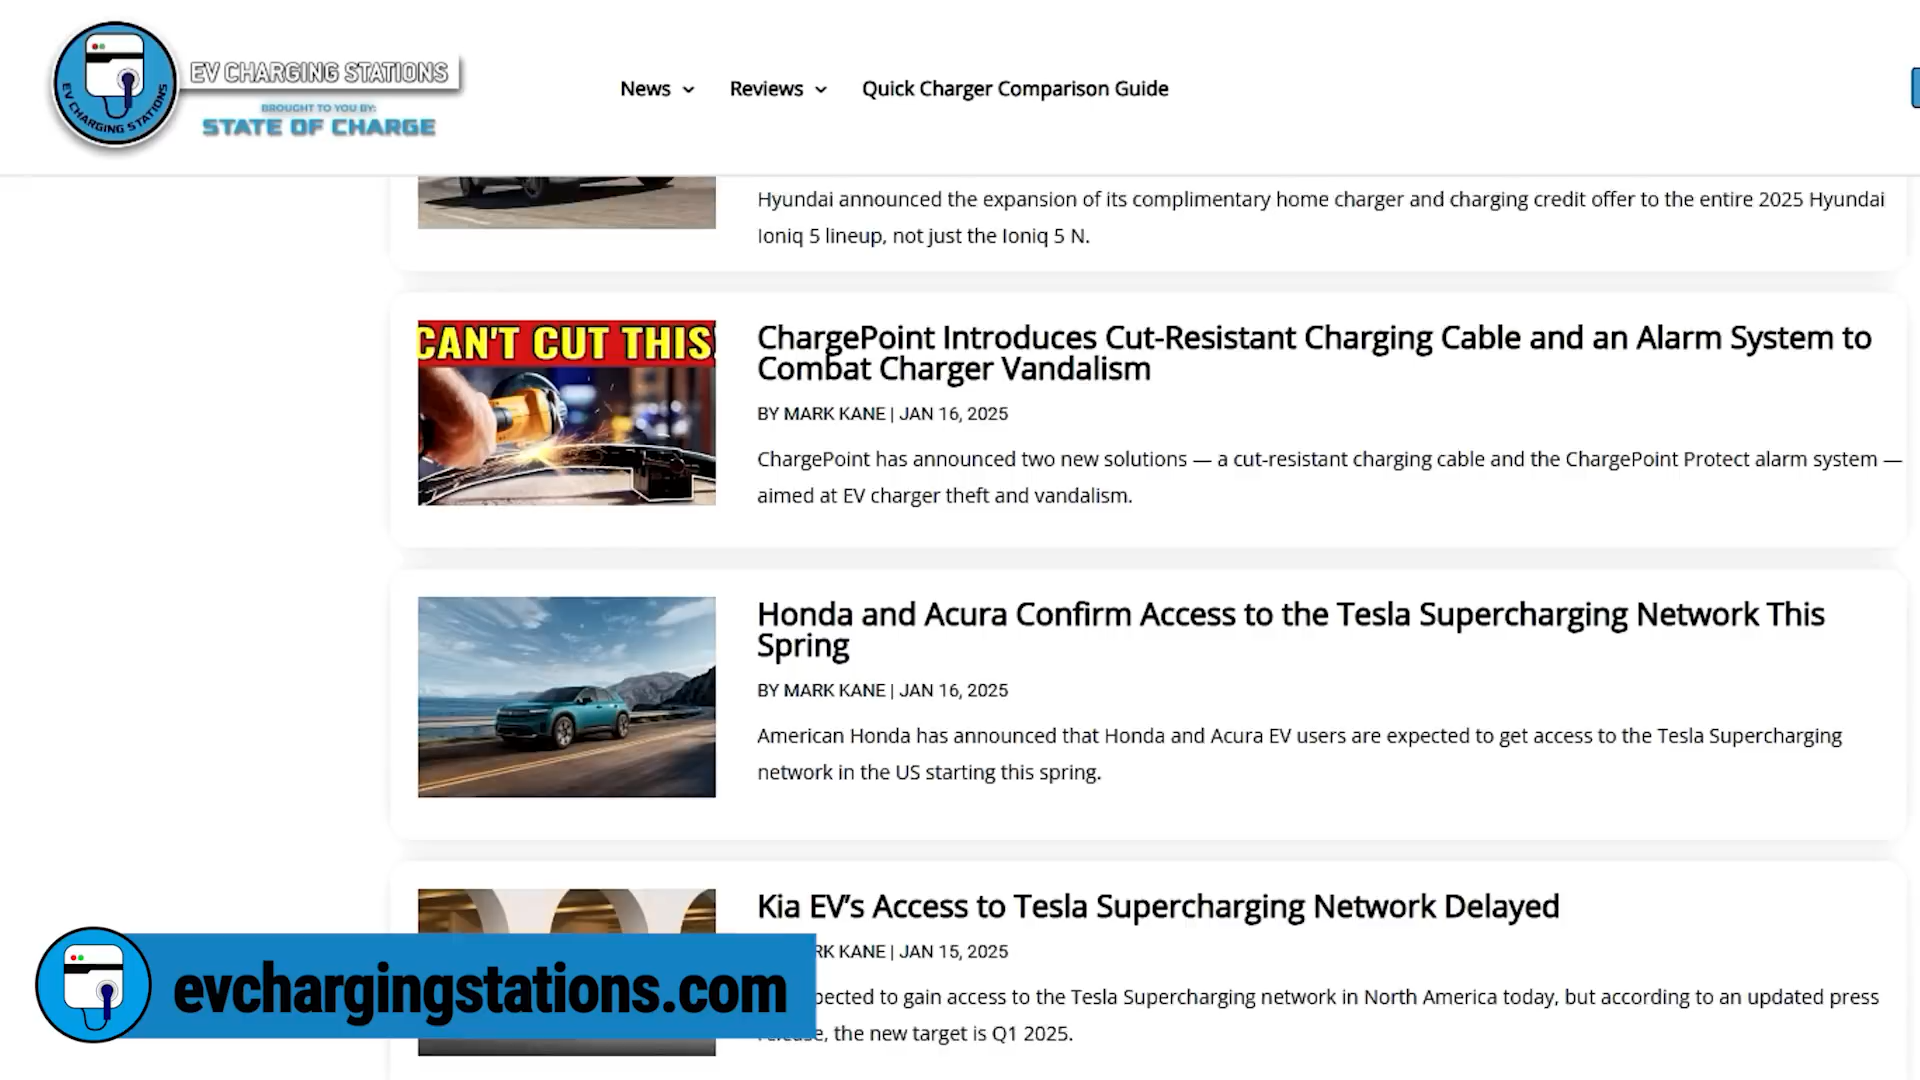 EV CHARGING STATIONS
EV CHARGING STATIONS
BROUGHT TO YOU BY:
STATE OF CHARGE
News
Reviews
Quick Charger Comparison Guide
Hyundai announced the expansion of its complimentary home charger and charging credit offer to the entire 2025 Hyundai
Ioniq 5 lineup, not just the Ioniq 5 N.
CAN'T CUT THIS!
ChargePoint Introduces Cut-Resistant Charging Cable and an Alarm System to
Combat Charger Vandalism
BY MARK KANE | JAN 16, 2025
ChargePoint has announced two new solutions — a cut-resistant charging cable and the ChargePoint Protect alarm system —
aimed at EV charger theft and vandalism.
Honda and Acura Confirm Access to the Tesla Supercharging Network This
Spring
BY MARK KANE | JAN 16, 2025
American Honda has announced that Honda and Acura EV users are expected to get access to the Tesla Supercharging
network in the US starting this spring.
Kia EV's Access to Tesla Supercharging Network Delayed
KANE | JAN 15, 2025
to gain access to the Tesla Supercharging network in North America today, but according to an updated press
the new target is Q1 2025.
evchargingstations.com